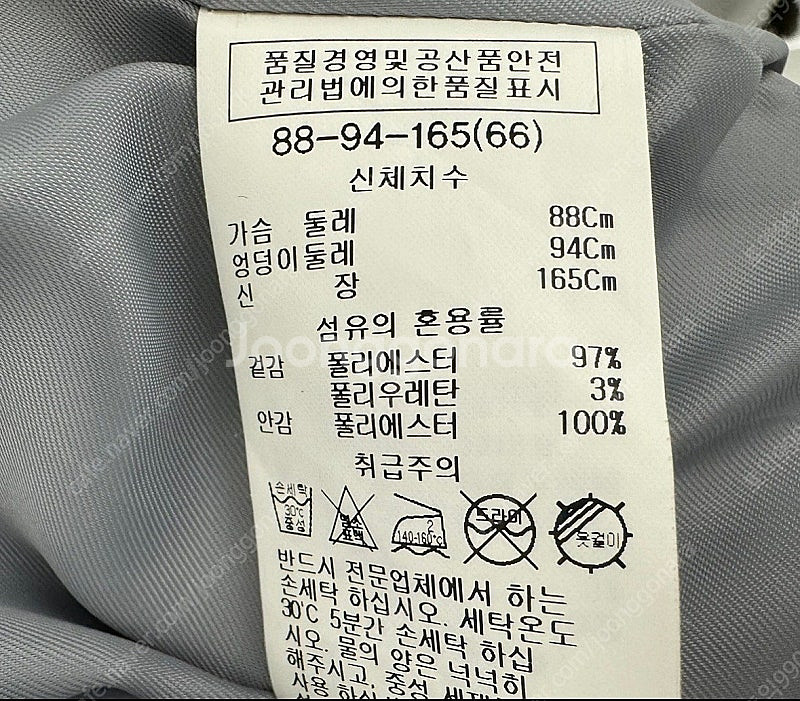 품질경영및공산품안전
관리법에의한품질표시
88-94-165(66)
신체치수
가슴 둘레 88Cm
엉덩이둘레 94Cm
신 장 165Cm
섬유의 혼용률
겉감 폴리에스터 97%
폴리우레탄 3%
안감 폴리에스터 100%
취급주의
손세탁 30℃ 중성
염소 표백
2 140-160℃
드라이
옷걸이
반드시 전문업체에서 하는
손세탁 하십시오. 세탁온도
30℃ 5분간 손세탁 하십
시오. 물의 양은 넉넉히
해주시고, 중성
사용
Joonggonara